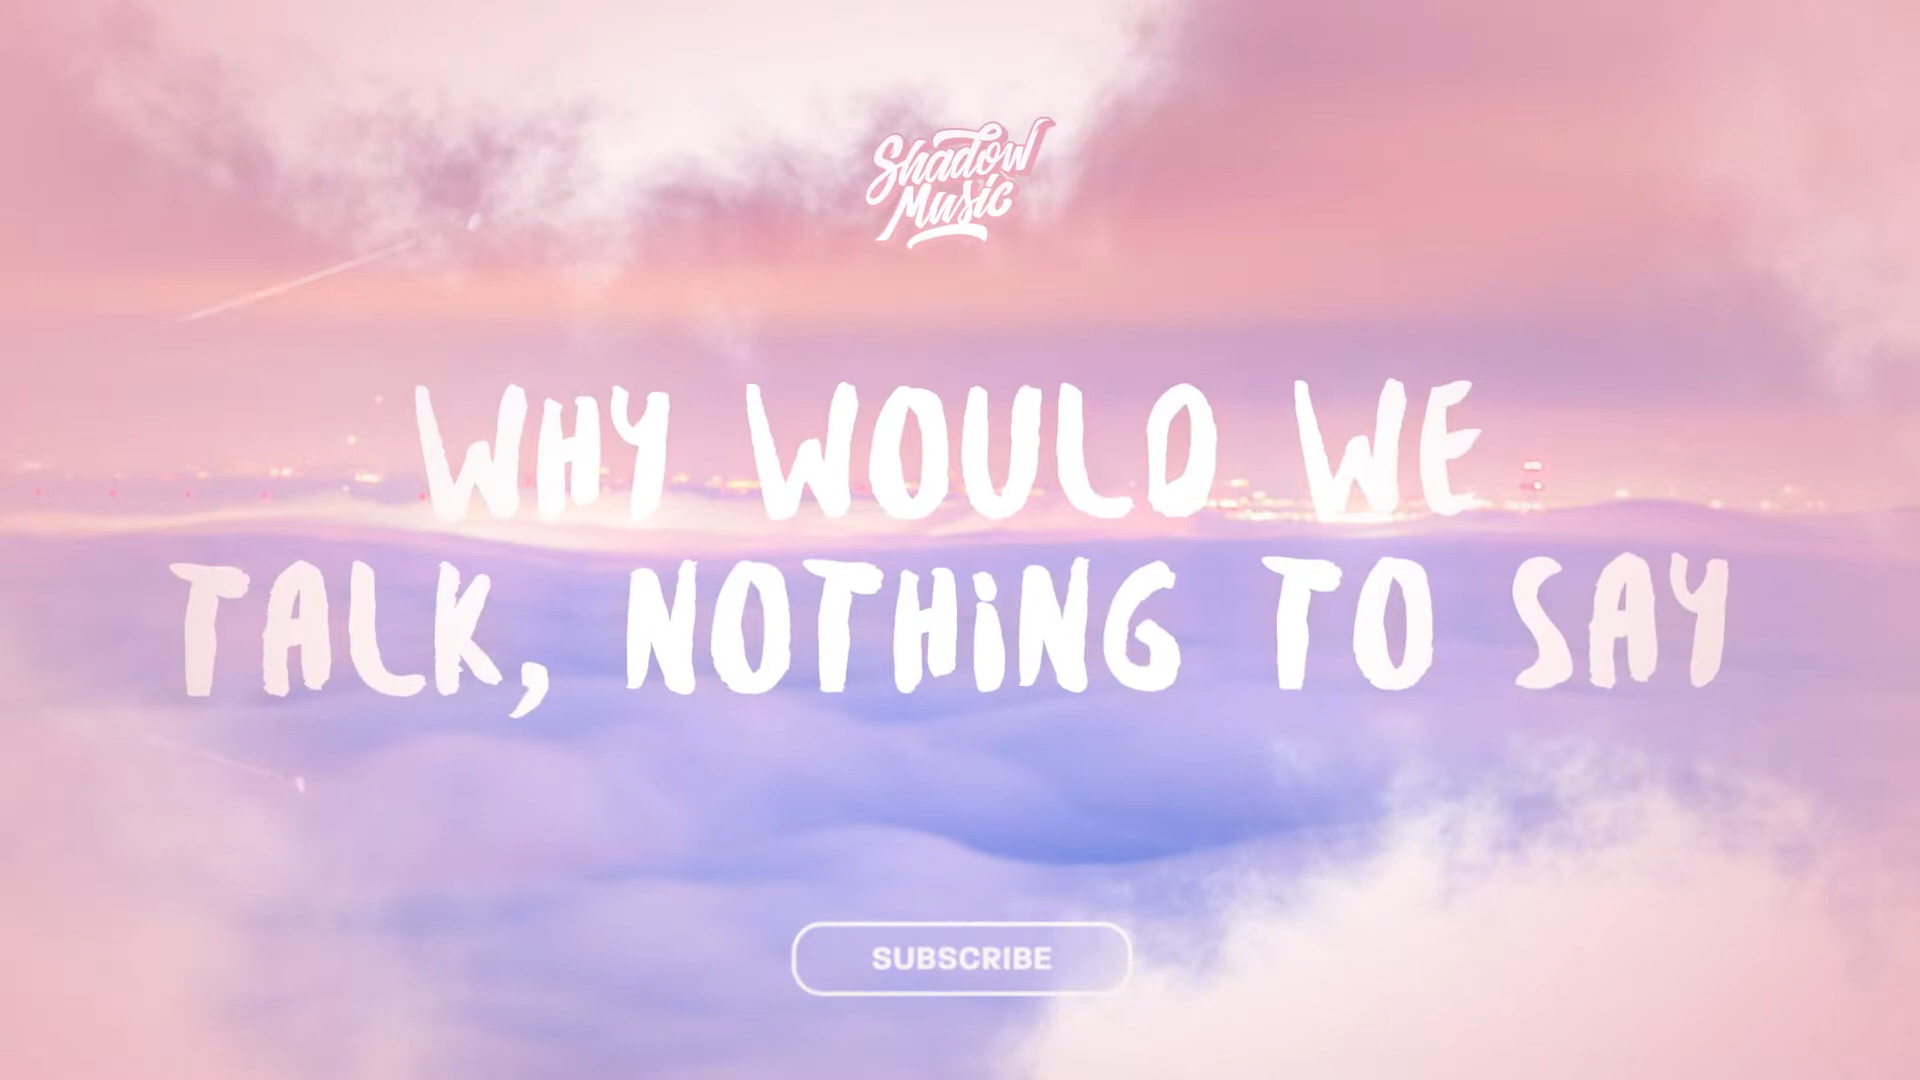 Shadow
Music
WHY WOULD WE
TALK, NOTHiNG TO SAY
SUBSCRIBE